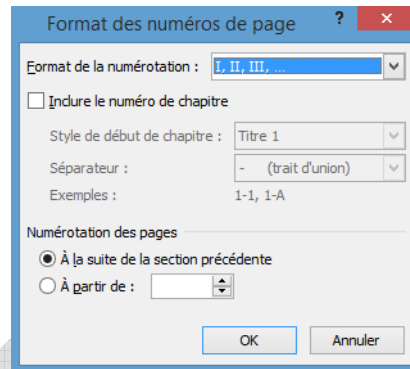 Format des numéros de page ? ×
Format de la numérotation : I, II, III, ...
Inclure le numéro de chapitre
Style de début de chapitre : Titre 1
Séparateur : - (trait d'union)
Exemples : 1-1, 1-A
Numérotation des pages
À la suite de la section précédente
À partir de :
OK Annuler